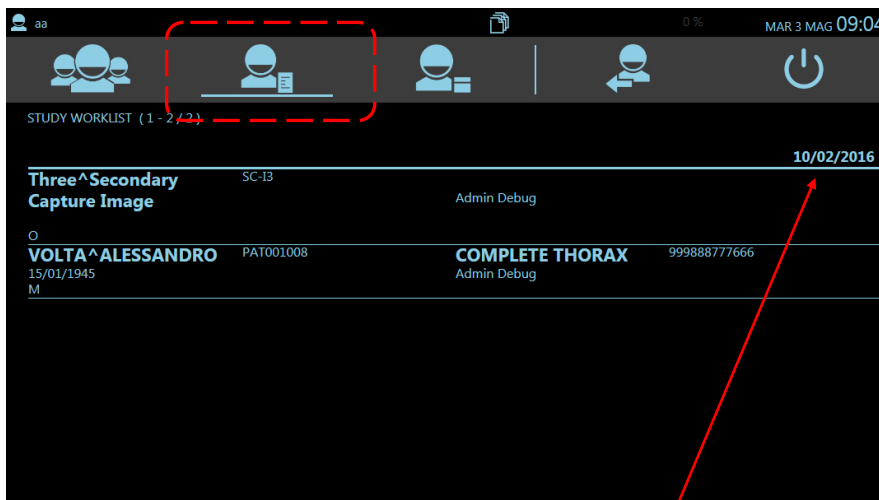 aa
0 %
MAR 3 MAG 09:04
STUDY WORKLIST ( 1 - 2 / 2 )
10/02/2016
Three^Secondary SC-I3
Capture Image Admin Debug
O
VOLTA^ALESSANDRO PAT001008 COMPLETE THORAX 999888777666
15/01/1945 Admin Debug
M